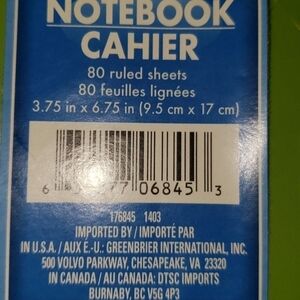 NOTEBOOK
CAHIER
80 ruled sheets
80 feuilles lignées
3.75 in x 6.75 in (9.5 cm x 17 cm)
6 77 06845 3
176845 1403
IMPORTED BY / IMPORTÉ PAR
IN U.S.A. / AUX É.-U.: GREENBRIER INTERNATIONAL, INC.
500 VOLVO PARKWAY, CHESAPEAKE, VA 23320
IN CANADA / AU CANADA: DTSC IMPORTS
BURNABY, BC V5G 4P3